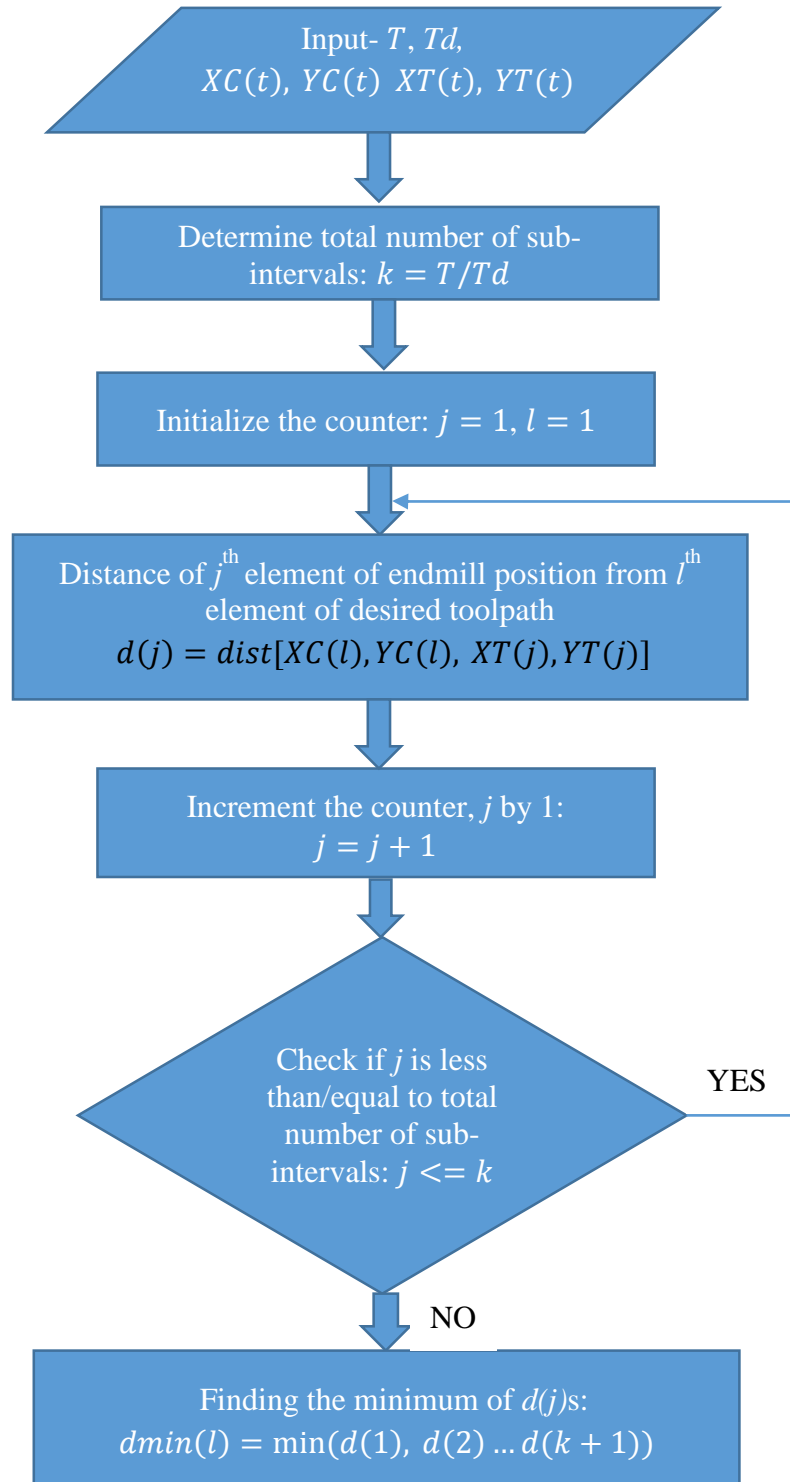 Input- T, Td,
XC(t), YC(t) XT(t), YT(t)
Determine total number of sub-
intervals: k = T/Td
Initialize the counter: j = 1, l = 1
Distance of jth element of endmill position from lth
element of desired toolpath
d(j) = dist[XC(l), YC(l), XT(j), YT(j)]
Increment the counter, j by 1:
j = j + 1
Check if j is less
than/equal to total
number of sub-
intervals: j <= k
YES
NO
Finding the minimum of d(j)s:
dmin(l) = min(d(1), d(2) … d(k + 1))